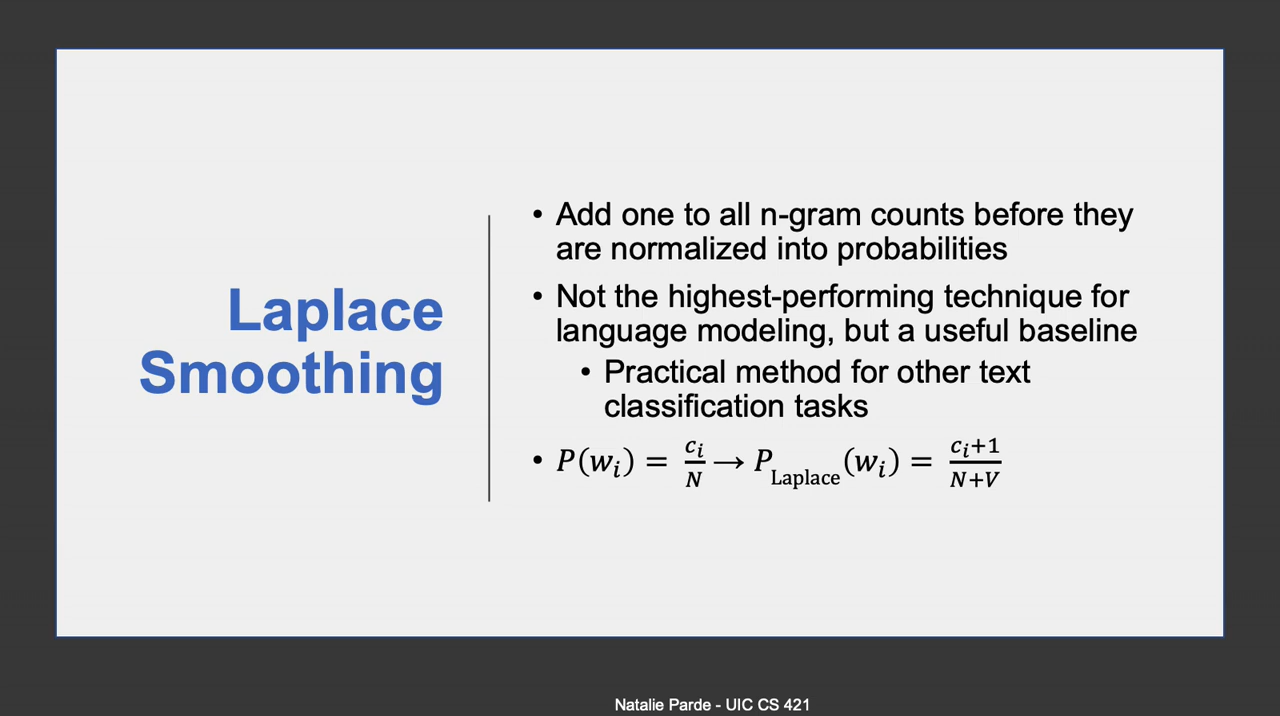 Laplace
Smoothing
• Add one to all n-gram counts before they
are normalized into probabilities
• Not the highest-performing technique for
language modeling, but a useful baseline
• Practical method for other text
classification tasks
• P(wᵢ) = cᵢ/N → P_Laplace(wᵢ) = (cᵢ+1)/(N+V)
Natalie Parde - UIC CS 421